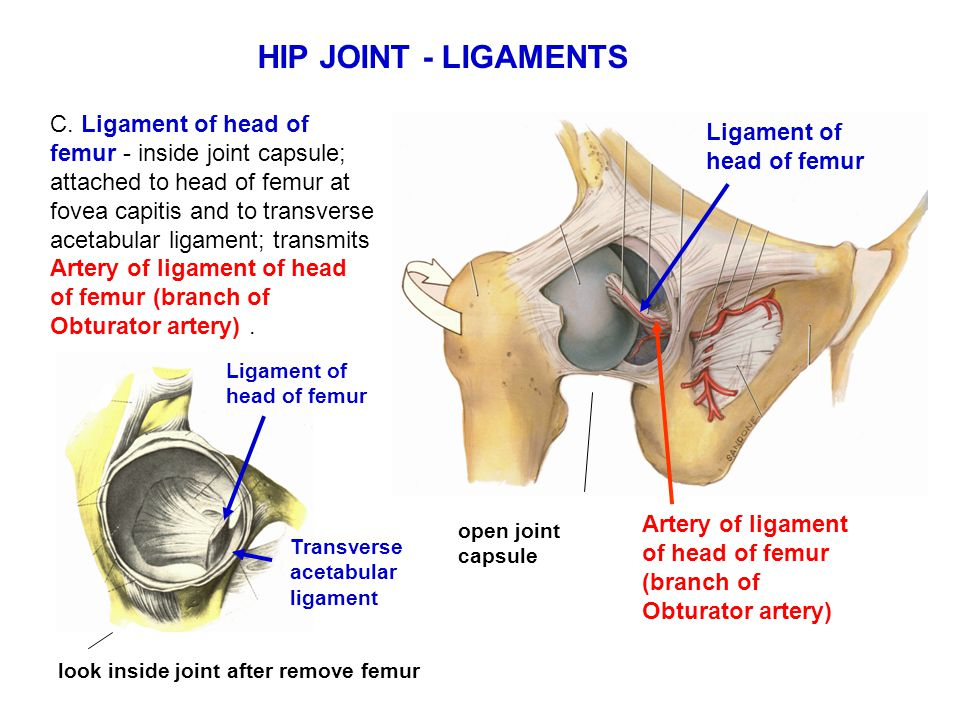 HIP JOINT - LIGAMENTS
C. Ligament of head of
femur - inside joint capsule;
attached to head of femur at
fovea capitis and to transverse
acetabular ligament; transmits
Artery of ligament of head
of femur (branch of
Obturator artery) .
Ligament of
head of femur
Ligament of
head of femur
Transverse
acetabular
ligament
look inside joint after remove femur
open joint
capsule
SANDONE
Artery of ligament
of head of femur
(branch of
Obturator artery)